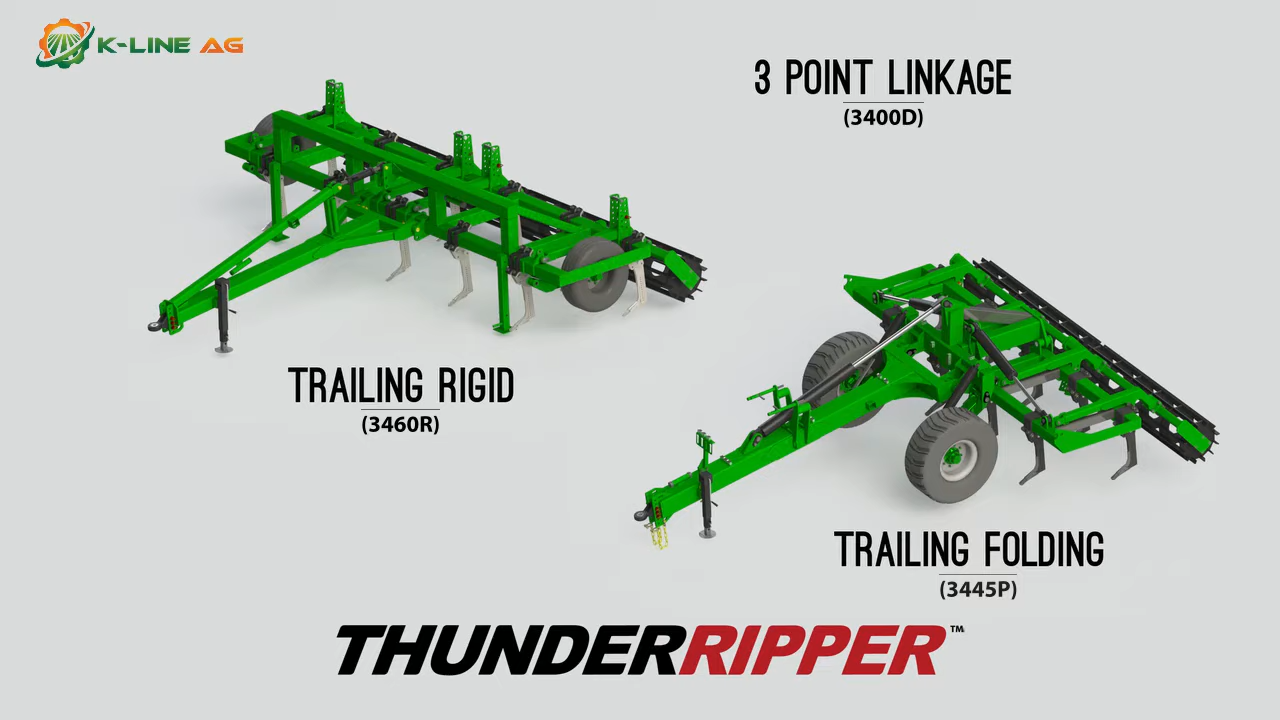 K-LINE AG
3 POINT LINKAGE
(3400D)
TRAILING RIGID
(3460R)
TRAILING FOLDING
(3445P)
THUNDERRIPPER™